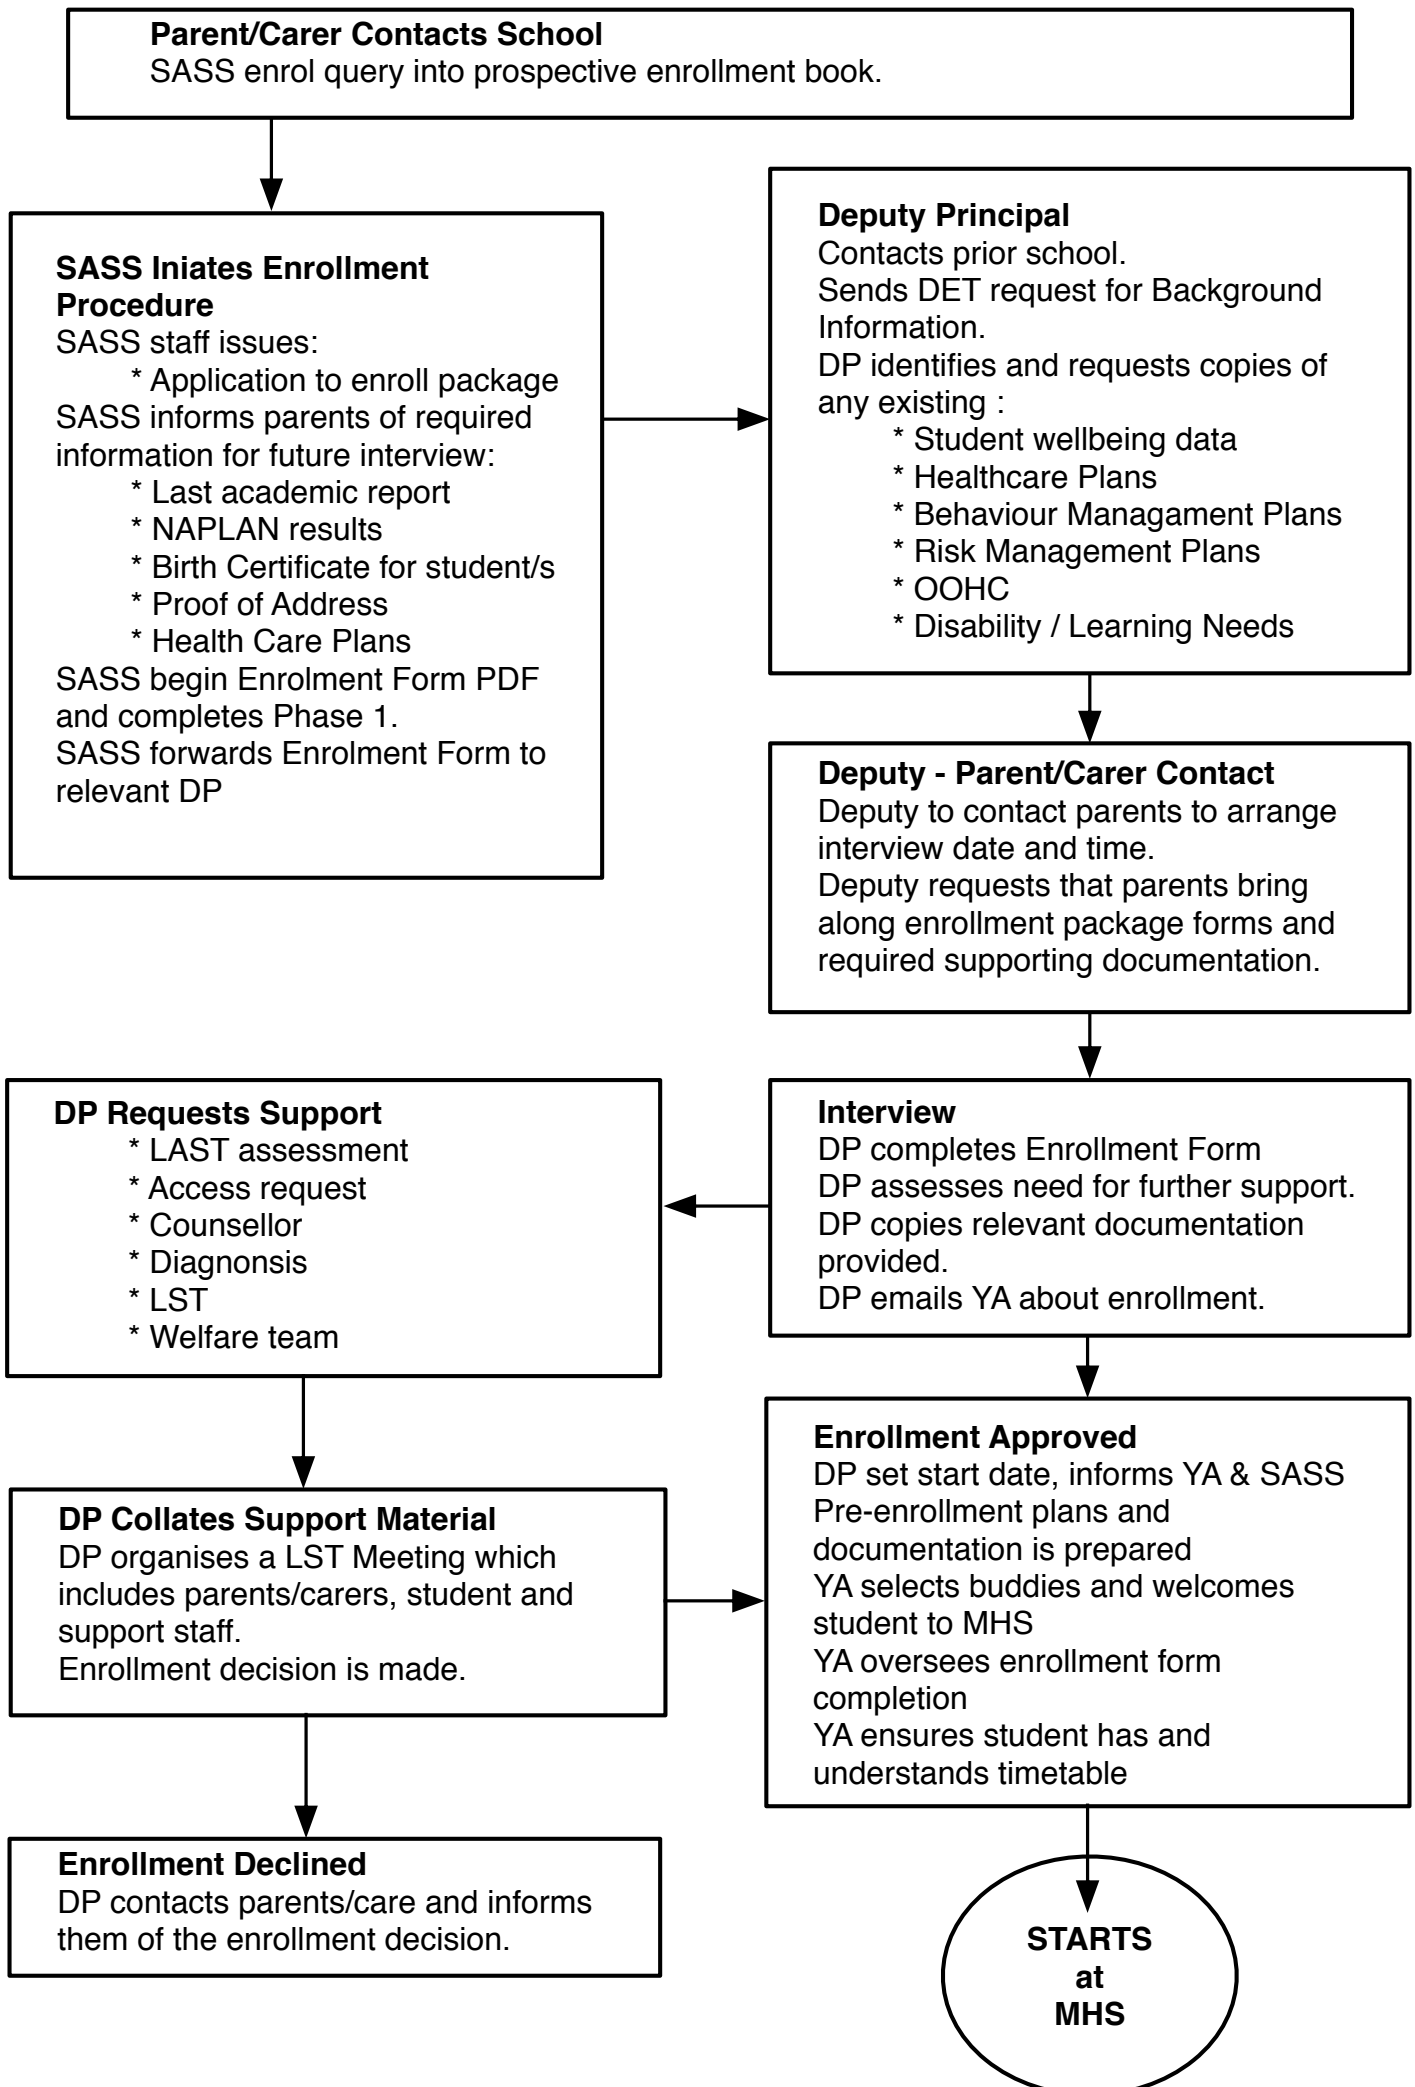 Parent/Carer Contacts School
SASS enrol query into prospective enrollment book.
SASS Iniates Enrollment
Procedure
SASS staff issues:
* Application to enroll package
SASS informs parents of required
information for future interview:
* Last academic report
* NAPLAN results
* Birth Certificate for student/s
* Proof of Address
* Health Care Plans
SASS begin Enrolment Form PDF
and completes Phase 1.
SASS forwards Enrolment Form to
relevant DP
Deputy Principal
Contacts prior school.
Sends DET request for Background
Information.
DP identifies and requests copies of
any existing :
* Student wellbeing data
* Healthcare Plans
* Behaviour Managament Plans
* Risk Management Plans
* OOHC
* Disability / Learning Needs
Deputy - Parent/Carer Contact
Deputy to contact parents to arrange
interview date and time.
Deputy requests that parents bring
along enrollment package forms and
required supporting documentation.
Interview
DP completes Enrollment Form
DP assesses need for further support.
DP copies relevant documentation
provided.
DP emails YA about enrollment.
DP Requests Support
* LAST assessment
* Access request
* Counsellor
* Diagnonsis
* LST
* Welfare team
DP Collates Support Material
DP organises a LST Meeting which
includes parents/carers, student and
support staff.
Enrollment decision is made.
Enrollment Approved
DP set start date, informs YA & SASS
Pre-enrollment plans and
documentation is prepared
YA selects buddies and welcomes
student to MHS
YA oversees enrollment form
completion
YA ensures student has and
understands timetable
Enrollment Declined
DP contacts parents/care and informs
them of the enrollment decision.
STARTS
at
MHS